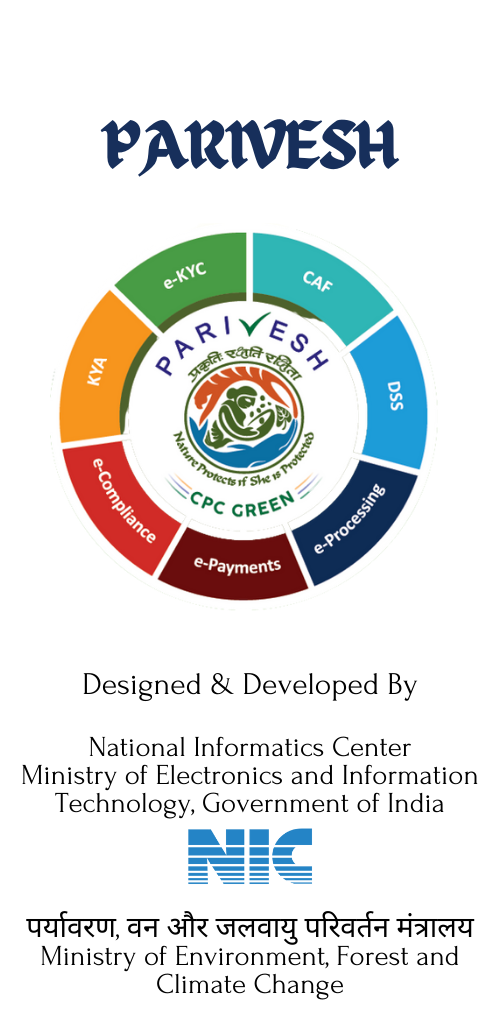 PARIVESH
e-KYC
CAF
KYA
DSS
e-Compliance
e-Processing
e-Payments
PARIVESH
प्रकृतिः रक्षति रक्षिता
Nature Protects if She is Protected
CPC GREEN
Designed & Developed By
National Informatics Center
Ministry of Electronics and Information
Technology, Government of India
NIC
पर्यावरण, वन और जलवायु परिवर्तन मंत्रालय
Ministry of Environment, Forest and
Climate Change